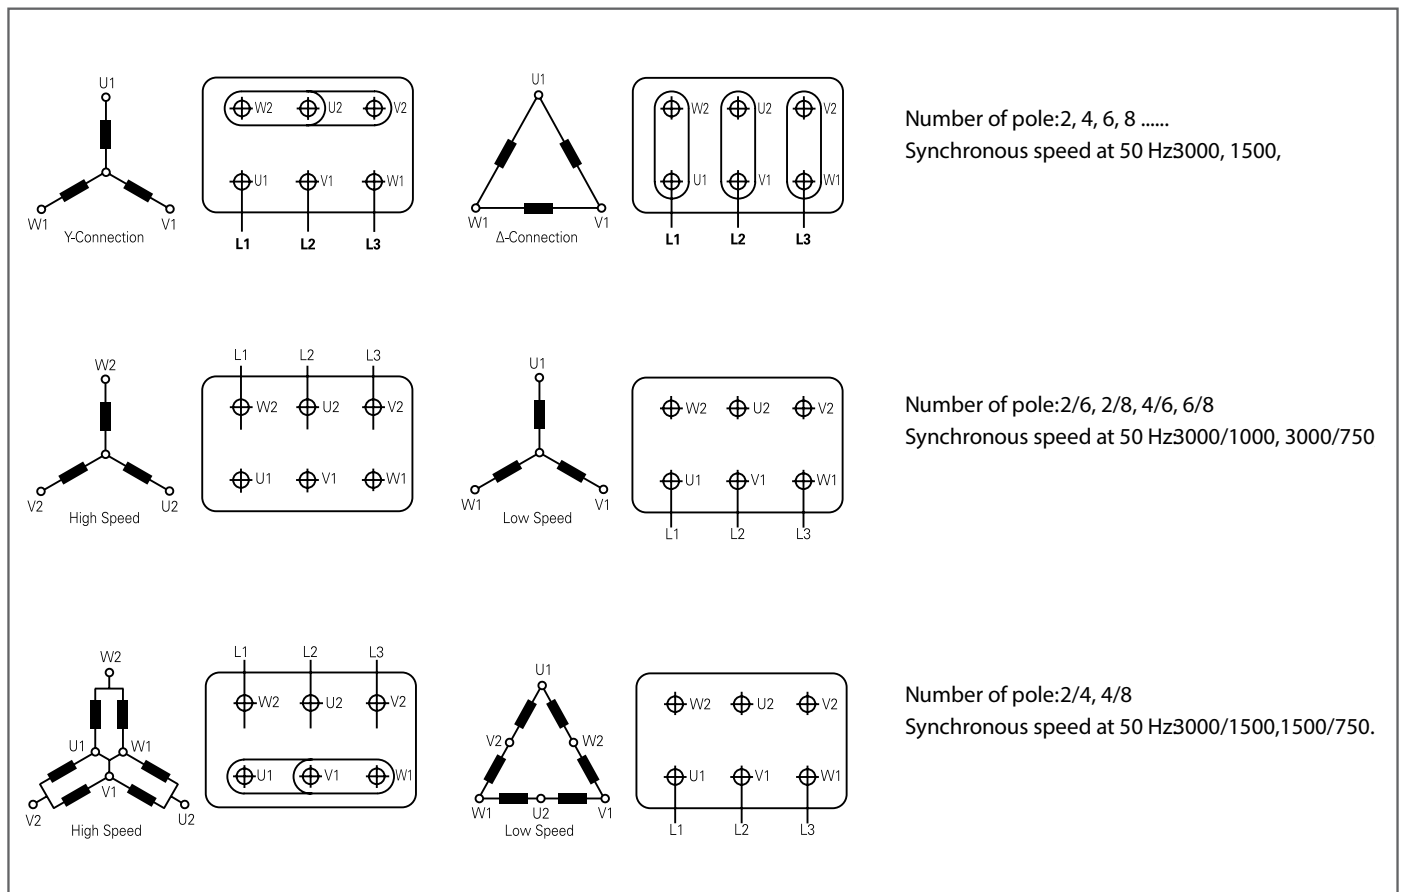 U1
W1 V1
Y-Connection
W2 U2 V2
U1 V1 W1
L1 L2 L3
U1
W1 V1
Δ-Connection
W2 U2 V2
U1 V1 W1
L1 L2 L3
Number of pole:2, 4, 6, 8 ......
Synchronous speed at 50 Hz3000, 1500,
W2
V2 U2
High Speed
L1 L2 L3
W2 U2 V2
U1 V1 W1
U1
W1 V1
Low Speed
W2 U2 V2
U1 V1 W1
L1 L2 L3
Number of pole:2/6, 2/8, 4/6, 6/8
Synchronous speed at 50 Hz3000/1000, 3000/750
W2
U1 W1
V1
V2 U2
High Speed
L1 L2 L3
W2 U2 V2
U1 V1 W1
U1
V2 W2
W1 U2 V1
Low Speed
W2 U2 V2
U1 V1 W1
L1 L2 L3
Number of pole:2/4, 4/8
Synchronous speed at 50 Hz3000/1500,1500/750.